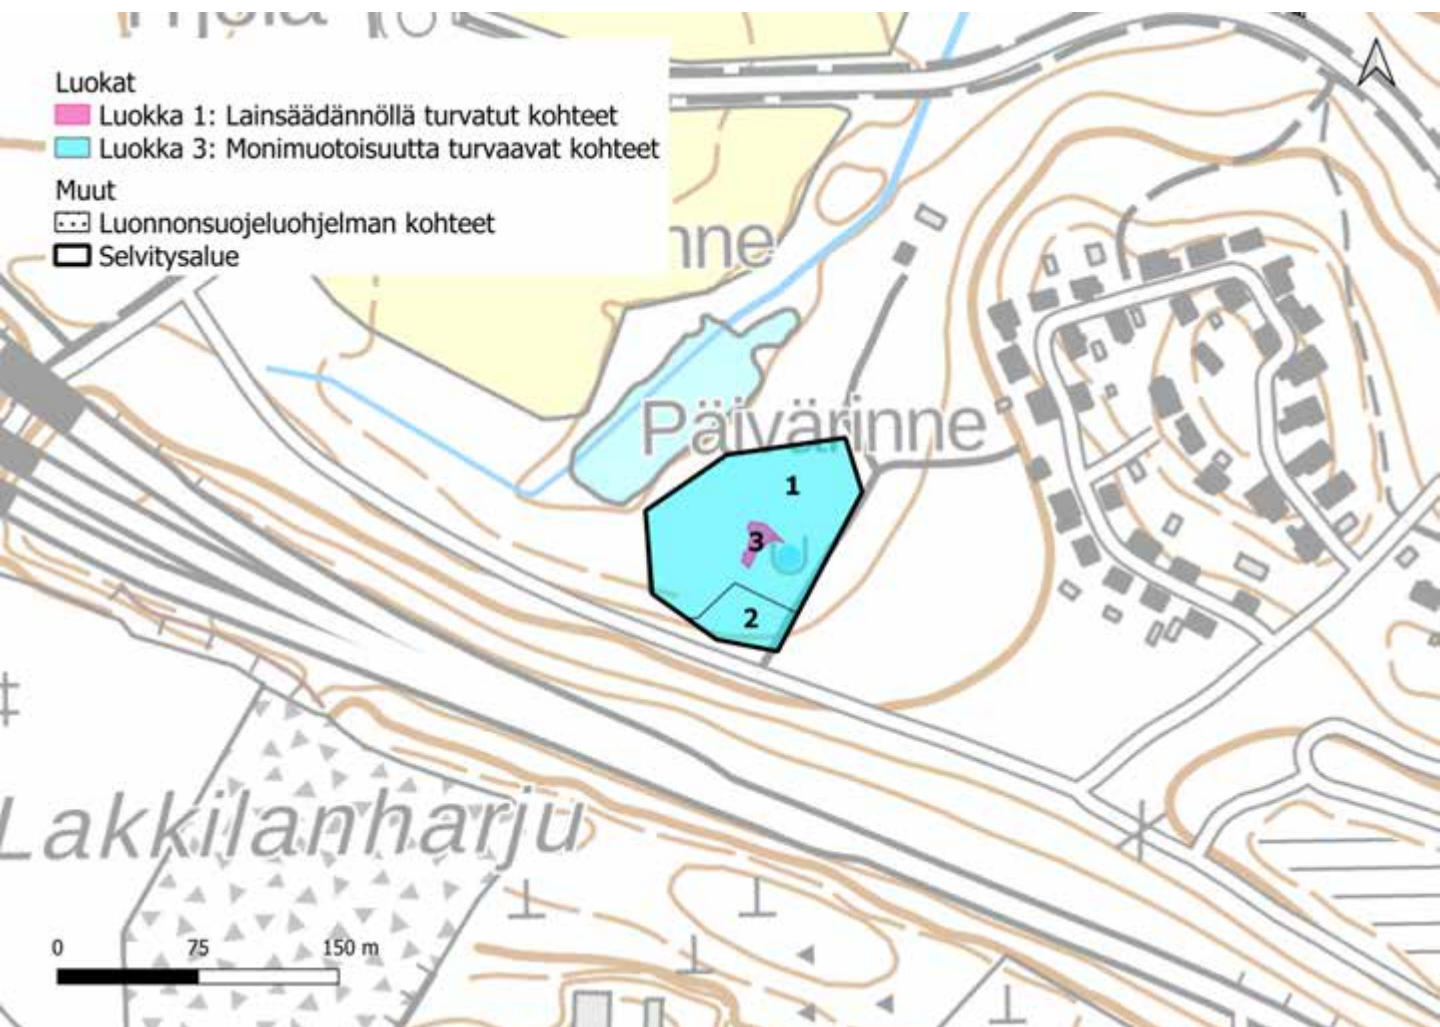 Luokat
Luokka 1: Lainsäädännöllä turvatut kohteet
Luokka 3: Monimuotoisuutta turvaavat kohteet
Muut
Luonnonsuojeluohjelman kohteet
Selvitysalue
nne
Päivärinne
1
3
2
Lakkilanharju
0 75 150 m